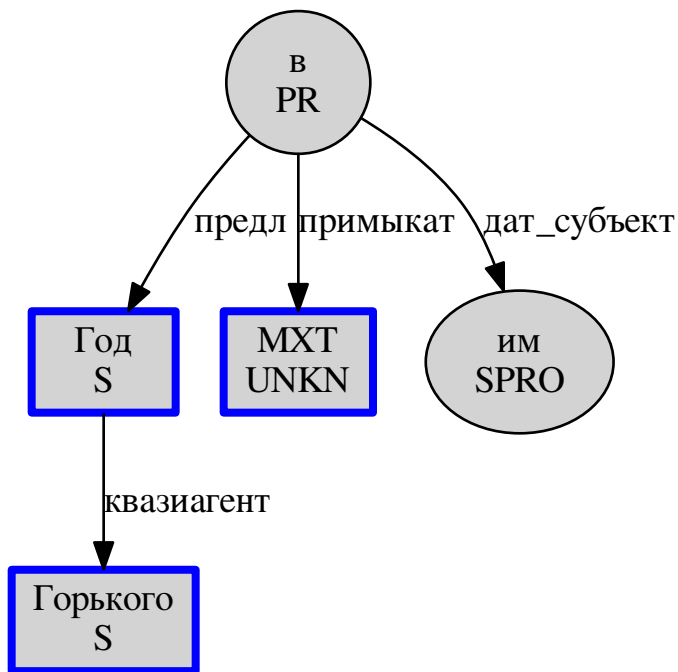 в
PR
предл
примыкат
дат_субъект
Год
S
МХТ
UNKN
им
SPRO
квазиагент
Горького
S